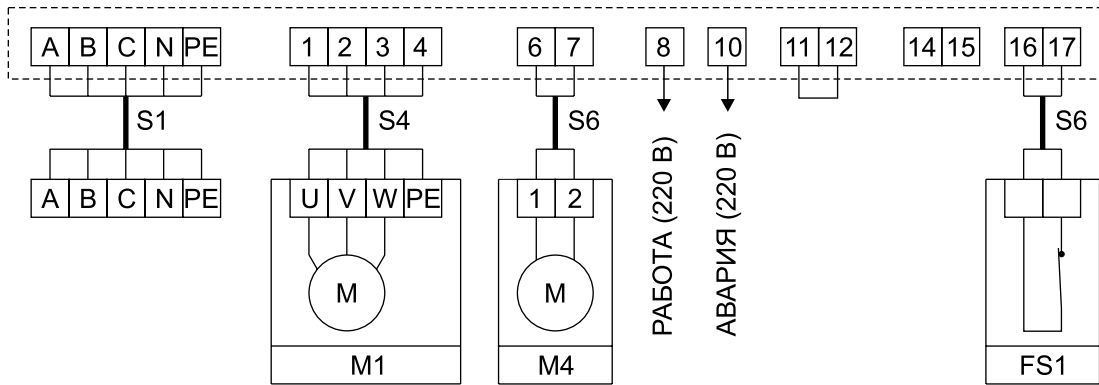 A B C N PE 1 2 3 4 6 7 8 10 11 12 14 15 16 17
S1 S4 S6 S6
A B C N PE U V W PE 1 2
РАБОТА (220 В)
АВАРИЯ (220 В)
M M
M1 M4 FS1